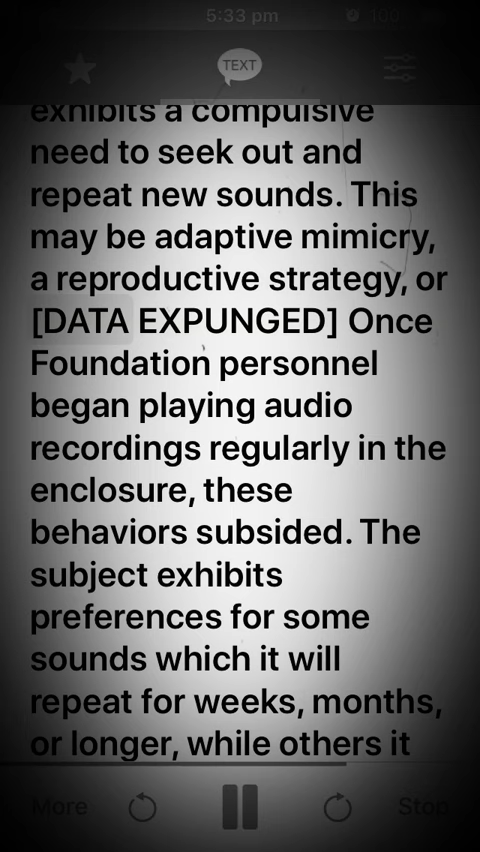 5:33 pm
TEXT
exhibits a compulsive
need to seek out and
repeat new sounds. This
may be adaptive mimicry,
a reproductive strategy, or
[DATA EXPUNGED] Once
Foundation personnel
began playing audio
recordings regularly in the
enclosure, these
behaviors subsided. The
subject exhibits
preferences for some
sounds which it will
repeat for weeks, months,
or longer, while others it
More
Stop